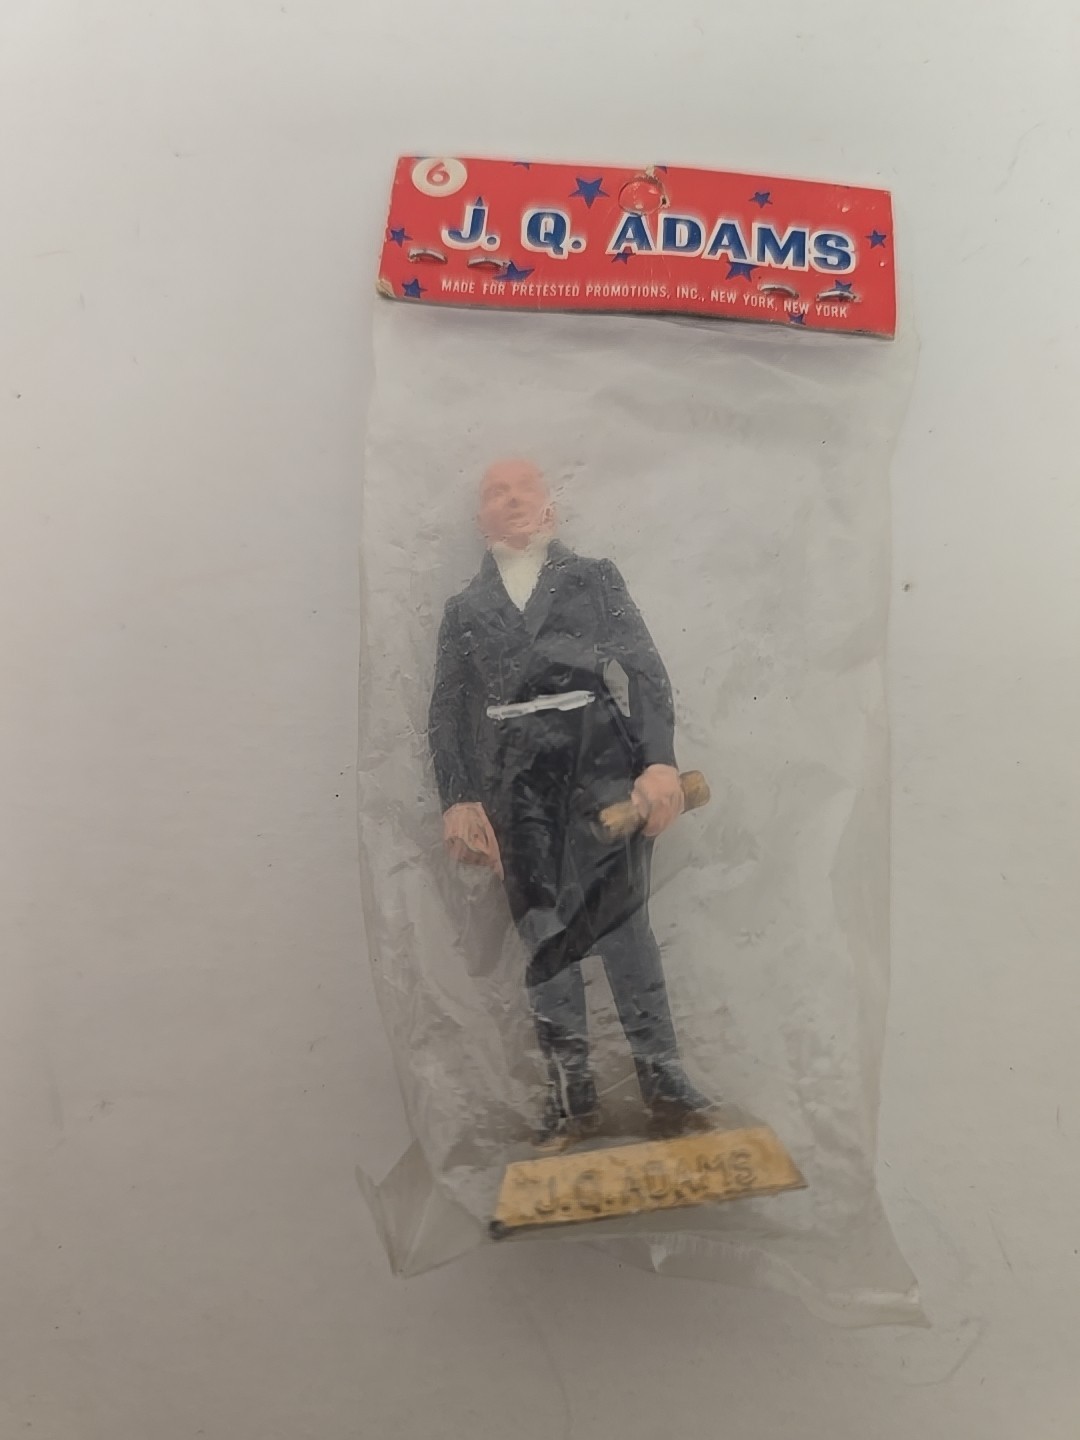 6
J. Q. ADAMS
MADE FOR PRETESTED PROMOTIONS, INC., NEW YORK, NEW YORK
J.Q. ADAMS